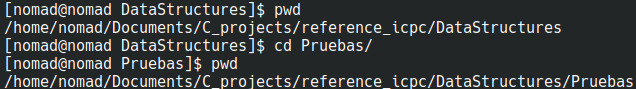 [nomad@nomad DataStructures]$ pwd
/home/nomad/Documents/C_projects/reference_icpc/DataStructures
[nomad@nomad DataStructures]$ cd Pruebas/
[nomad@nomad Pruebas]$ pwd
/home/nomad/Documents/C_projects/reference_icpc/DataStructures/Pruebas